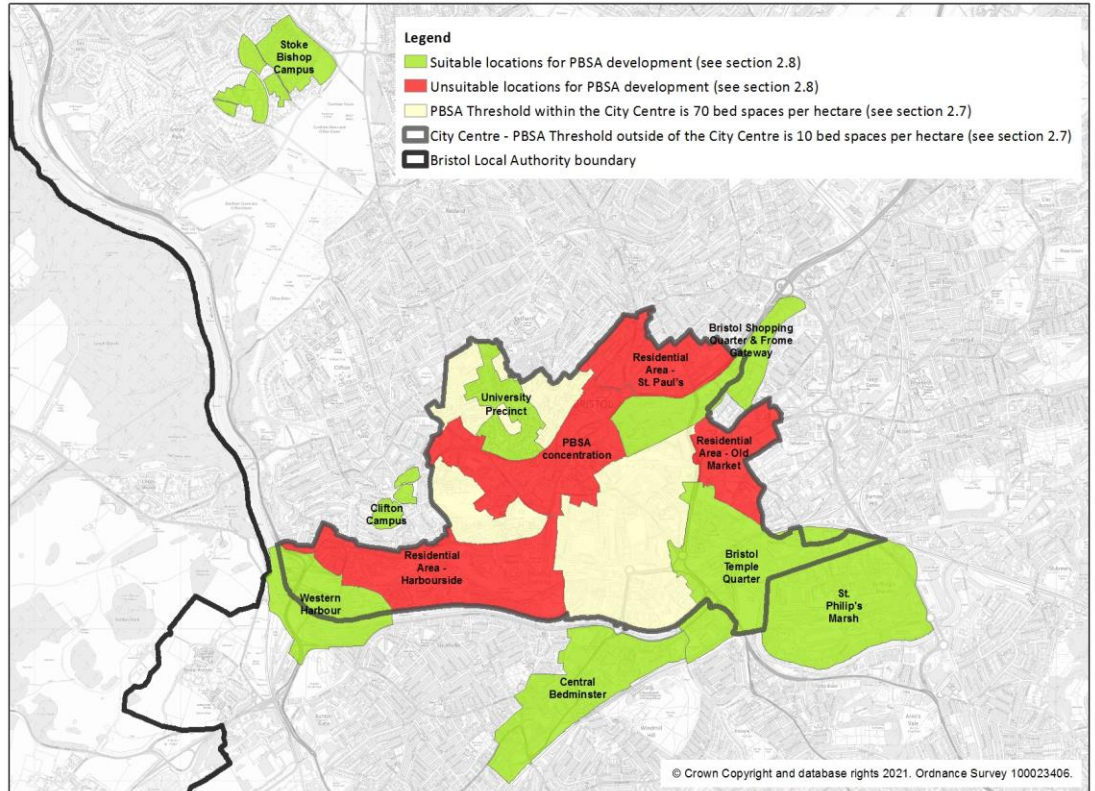 Legend
Suitable locations for PBSA development (see section 2.8)
Unsuitable locations for PBSA development (see section 2.8)
PBSA Threshold within the City Centre is 70 bed spaces per hectare (see section 2.7)
City Centre - PBSA Threshold outside of the City Centre is 10 bed spaces per hectare (see section 2.7)
Bristol Local Authority boundary
Stoke
Bishop
Campus
Bristol Shopping
Quarter & Frome
Gateway
Residential
Area -
St. Paul's
University
Precinct
PBSA
concentration
Residential
Area - Old
Market
Clifton
Campus
Residential
Area -
Harbourside
Bristol
Temple
Quarter
Western
Harbour
St.
Philip's
Marsh
Central
Bedminster
© Crown Copyright and database rights 2021. Ordnance Survey 100023406.